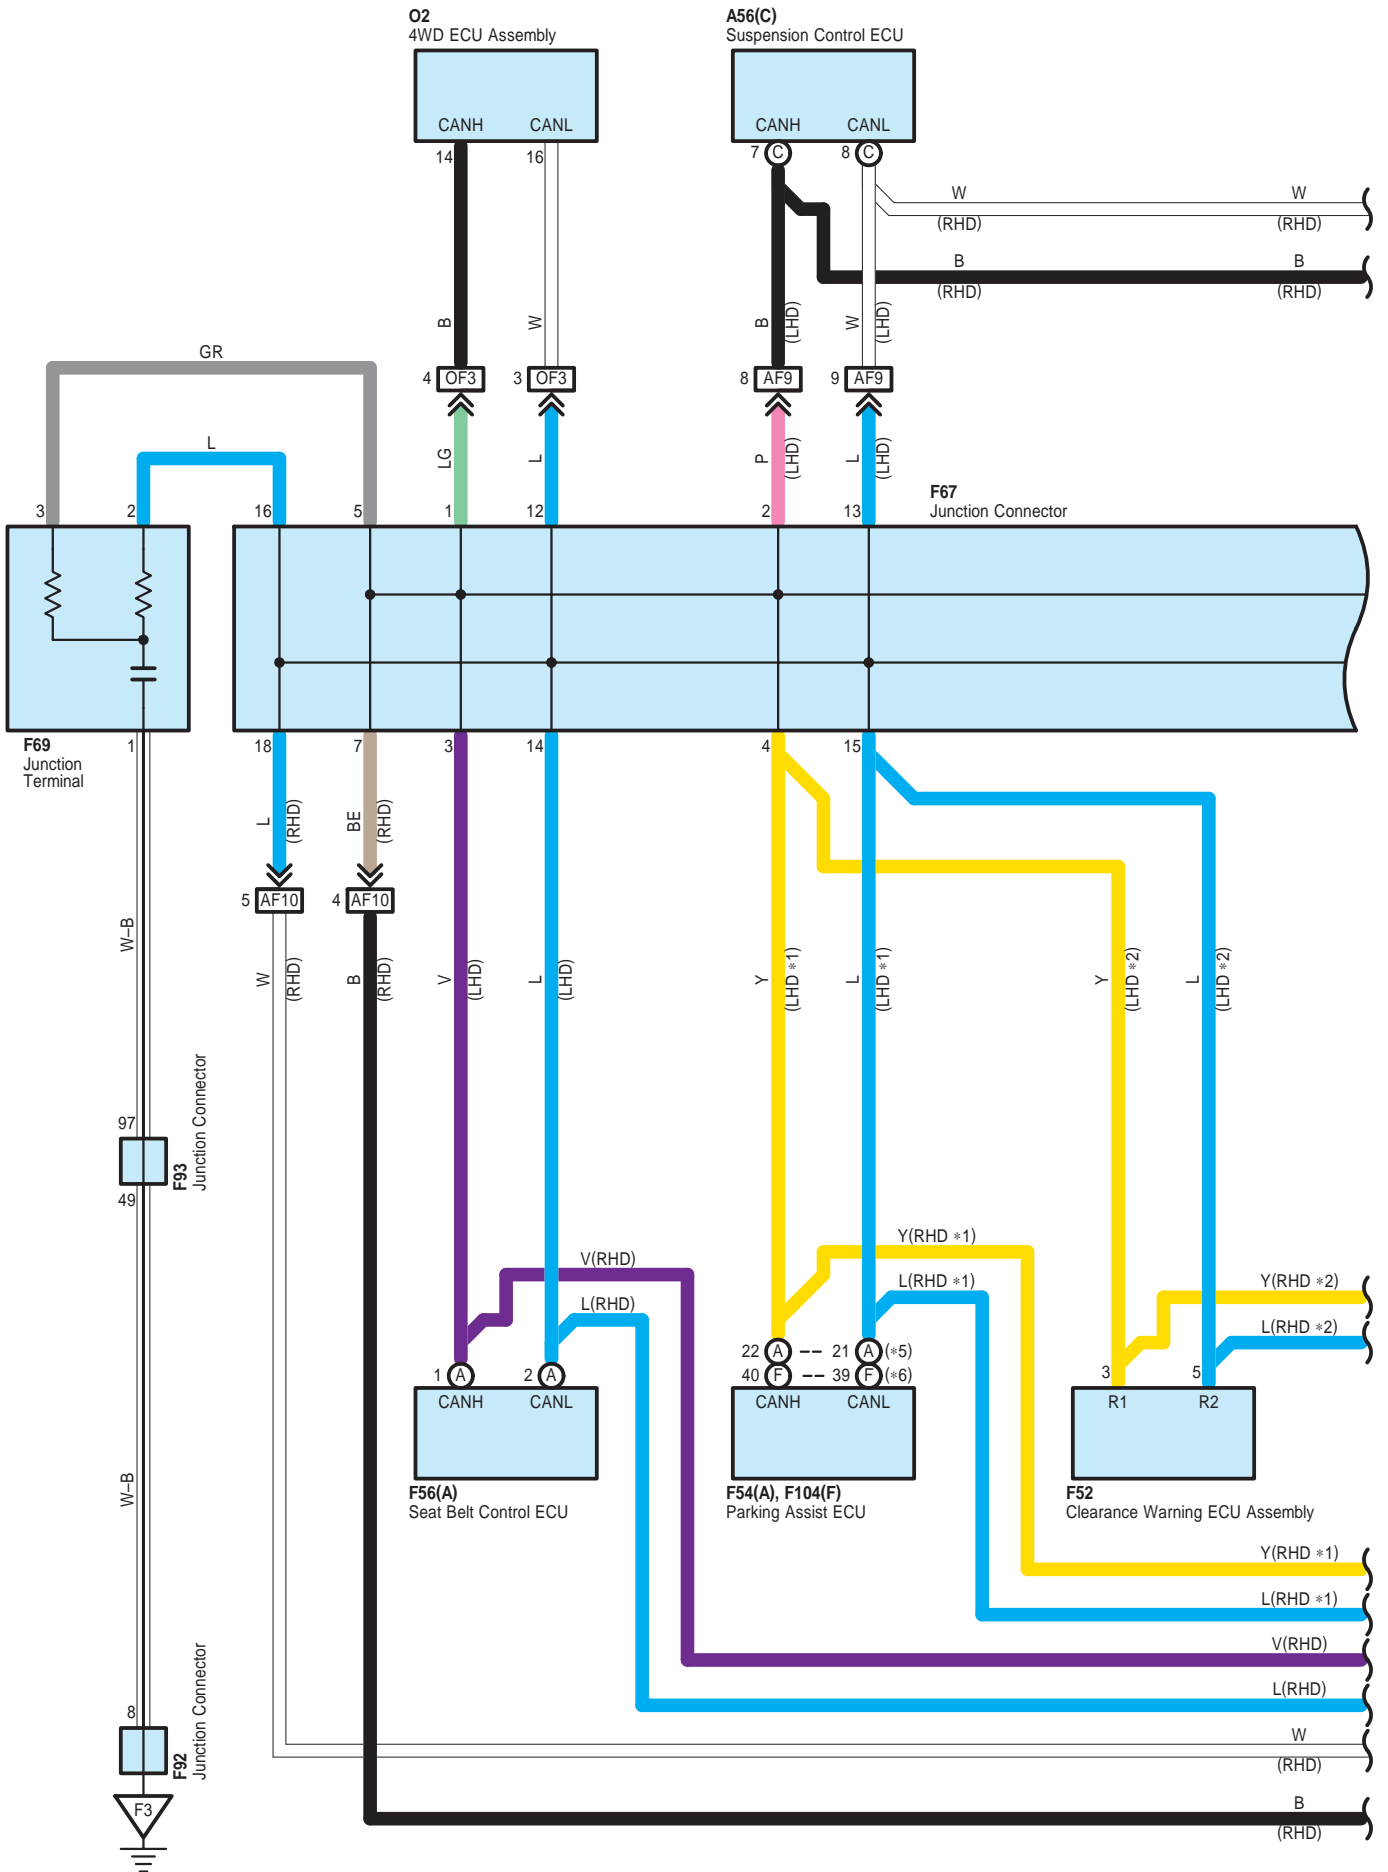 O2
4WD ECU Assembly
A56(C)
Suspension Control ECU
CANH CANL
CANH CANL
14 16
7 C 8 C
W W
(RHD) (RHD)
B B
(RHD) (RHD)
B W
B (LHD) W (LHD)
GR
4 OF3 3 OF3
8 AF9 9 AF9
L
LG L
P (LHD) L (LHD)
F67
Junction Connector
3 2 16 5 1 12 2 13
F69
Junction
Terminal
1 18 7 3 14 4 15
L (RHD) BE (RHD)
5 AF10 4 AF10
W-B
W (RHD) B (RHD) V (LHD) L (LHD) Y (LHD *1) L (LHD *1) Y (LHD *2) L (LHD *2)
97
F93
Junction Connector
49
Y(RHD *1)
V(RHD)
L(RHD *1)
Y(RHD *2)
L(RHD)
L(RHD *2)
22 A -- 21 A (*5)
1 A 2 A
40 F -- 39 F (*6)
3 5
CANH CANL
CANH CANL
R1 R2
F56(A)
Seat Belt Control ECU
F54(A), F104(F)
Parking Assist ECU
F52
Clearance Warning ECU Assembly
W-B
Y(RHD *1)
L(RHD *1)
V(RHD)
L(RHD)
8
F92
Junction Connector
W
(RHD)
F3
B
(RHD)